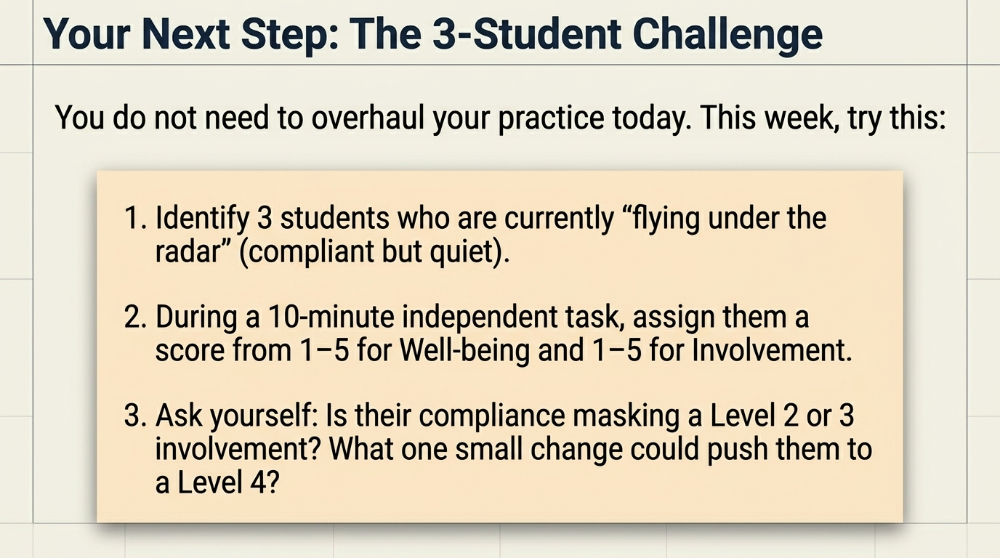 Your Next Step: The 3-Student Challenge
You do not need to overhaul your practice today. This week, try this:
1. Identify 3 students who are currently “flying under the
radar” (compliant but quiet).
2. During a 10-minute independent task, assign them a
score from 1–5 for Well-being and 1–5 for Involvement.
3. Ask yourself: Is their compliance masking a Level 2 or 3
involvement? What one small change could push them to
a Level 4?